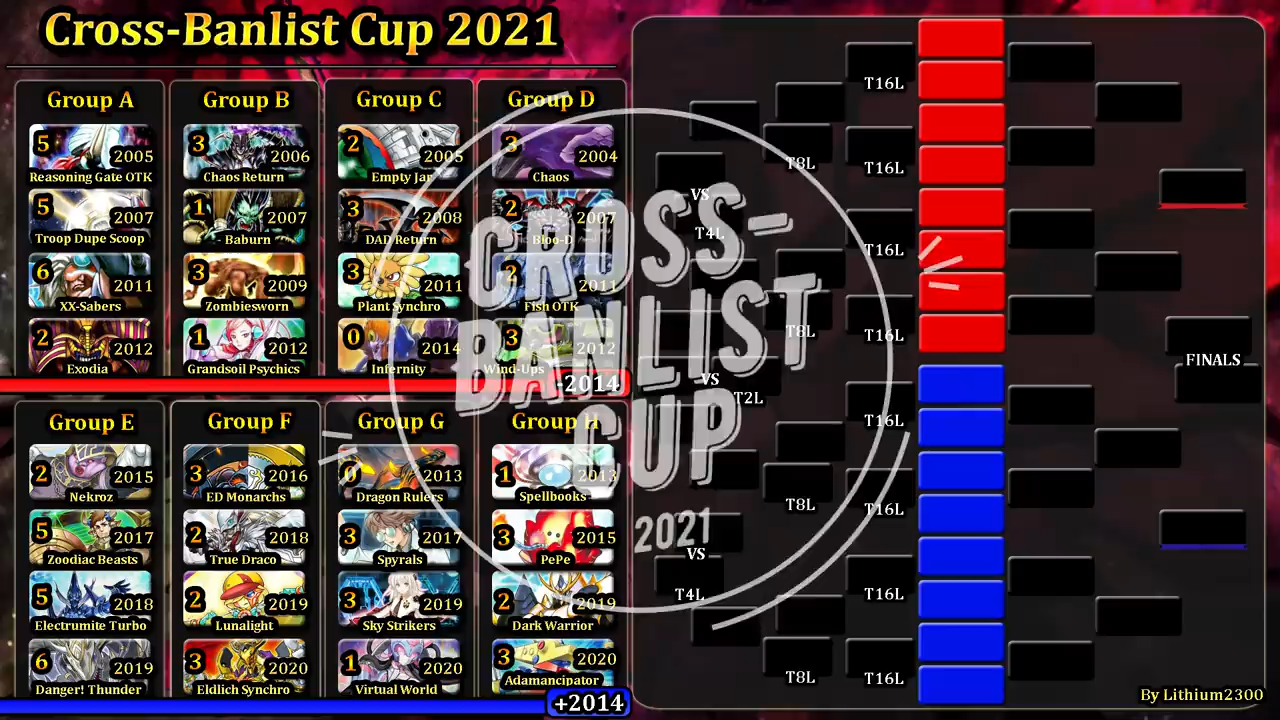 Cross-Banlist Cup 2021
Group A
5 2005
Reasoning Gate OTK
5 2007
Troop Dupe Scoop
6 2011
XX-Sabers
2 2012
Exodia
Group B
3 2006
Chaos Return
1 2007
Baburn
3 2009
Zombiesworn
1 2012
Grandsoil Psychics
Group C
2 2005
Empty Jar
3 2008
DAD Return
3 2011
Plant Synchro
0 2014
Infernity
Group D
3 2004
Chaos
2 2007
Bloo-D
2 2011
Fish OTK
3 2012
Wind-Ups
-2014
Group E
2 2015
Nekroz
5 2017
Zoodiac Beasts
5 2018
Electrumite Turbo
6 2019
Danger! Thunder
Group F
3 2016
ED Monarchs
2 2018
True Draco
2 2019
Lunalight
3 2020
Eldlich Synchro
Group G
0 2013
Dragon Rulers
3 2017
Spyrals
3 2019
Sky Strikers
1 2020
Virtual World
Group H
1 2013
Spellbooks
3 2015
PePe
2 2019
Dark Warrior
3 2020
Adamancipator
+2014
CROSS-
BANLIST
CUP
2021
T16L
T8L
T16L
VS
T4L
T16L
T8L
T16L
VS
T2L
T16L
T8L
T16L
VS
T4L
T16L
T8L
T16L
FINALS
By Lithium2300